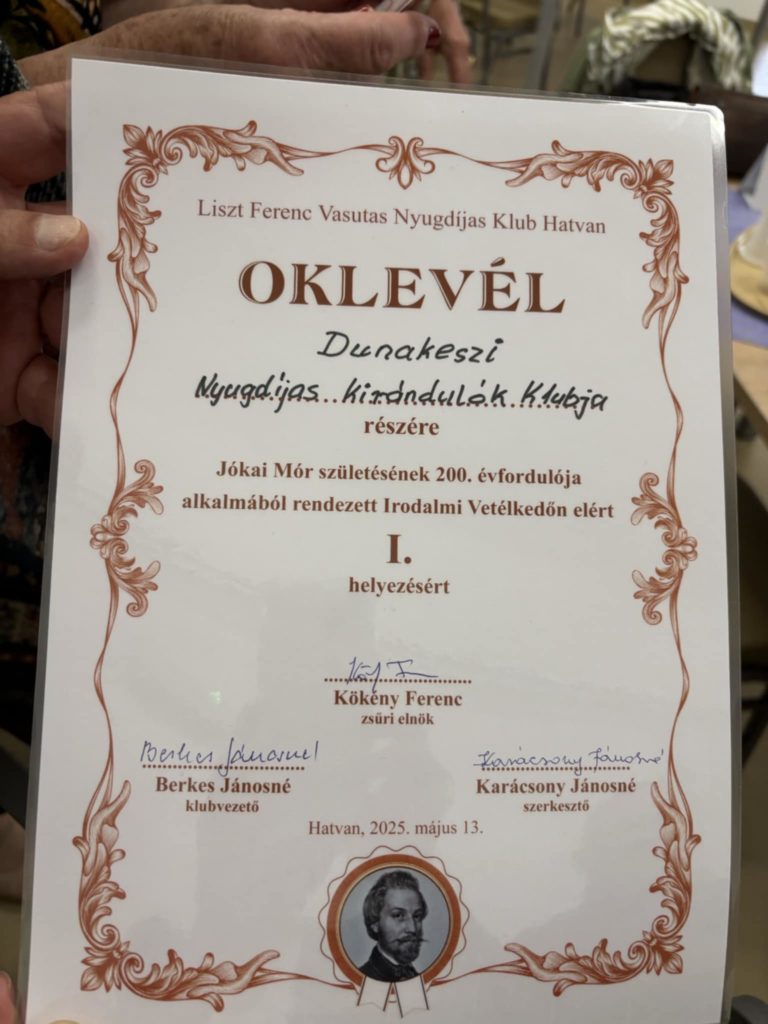 Liszt Ferenc Vasutas Nyugdíjas Klub Hatvan
OKLEVÉL
Dunakeszi
Nyugdíjas kirándulók Klubja
részére
Jókai Mór születésének 200. évfordulója
alkalmából rendezett Irodalmi Vetélkedőn elért
I.
helyezésért
Kökény Ferenc
zsűri elnök
Berkes Jánosné
Karácsony Jánosné
Berkes Jánosné
Karácsony Jánosné
klubvezető
szerkesztő
Hatvan, 2025. május 13.